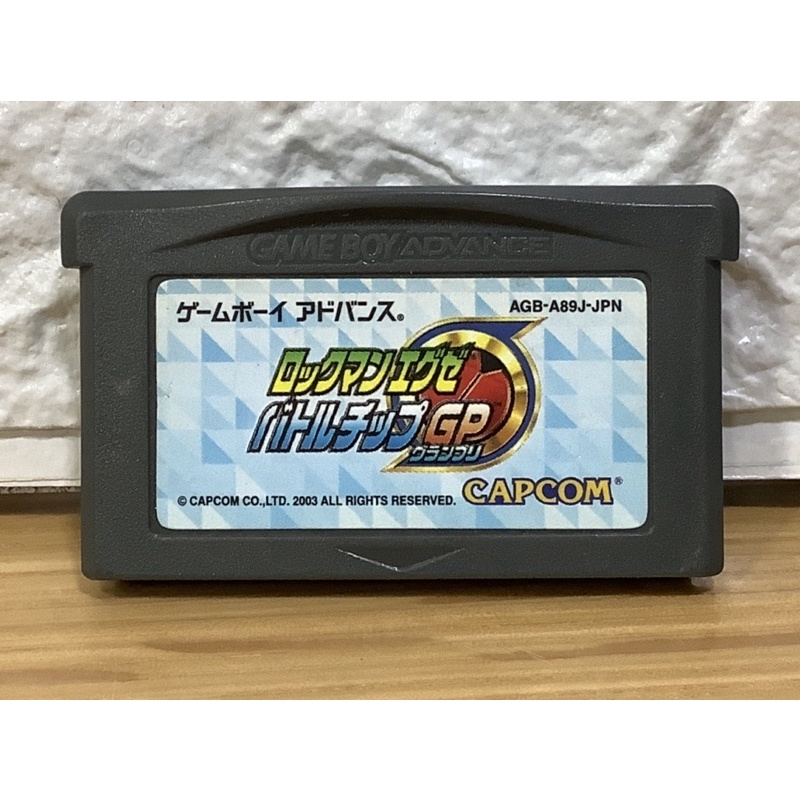 GAME BOY ADVANCE
ゲームボーイ アドバンス®
AGB-A89J-JPN
ロックマンエグゼ
バトルチップGP
グランプリ
© CAPCOM CO.,LTD. 2003 ALL RIGHTS RESERVED.
CAPCOM®